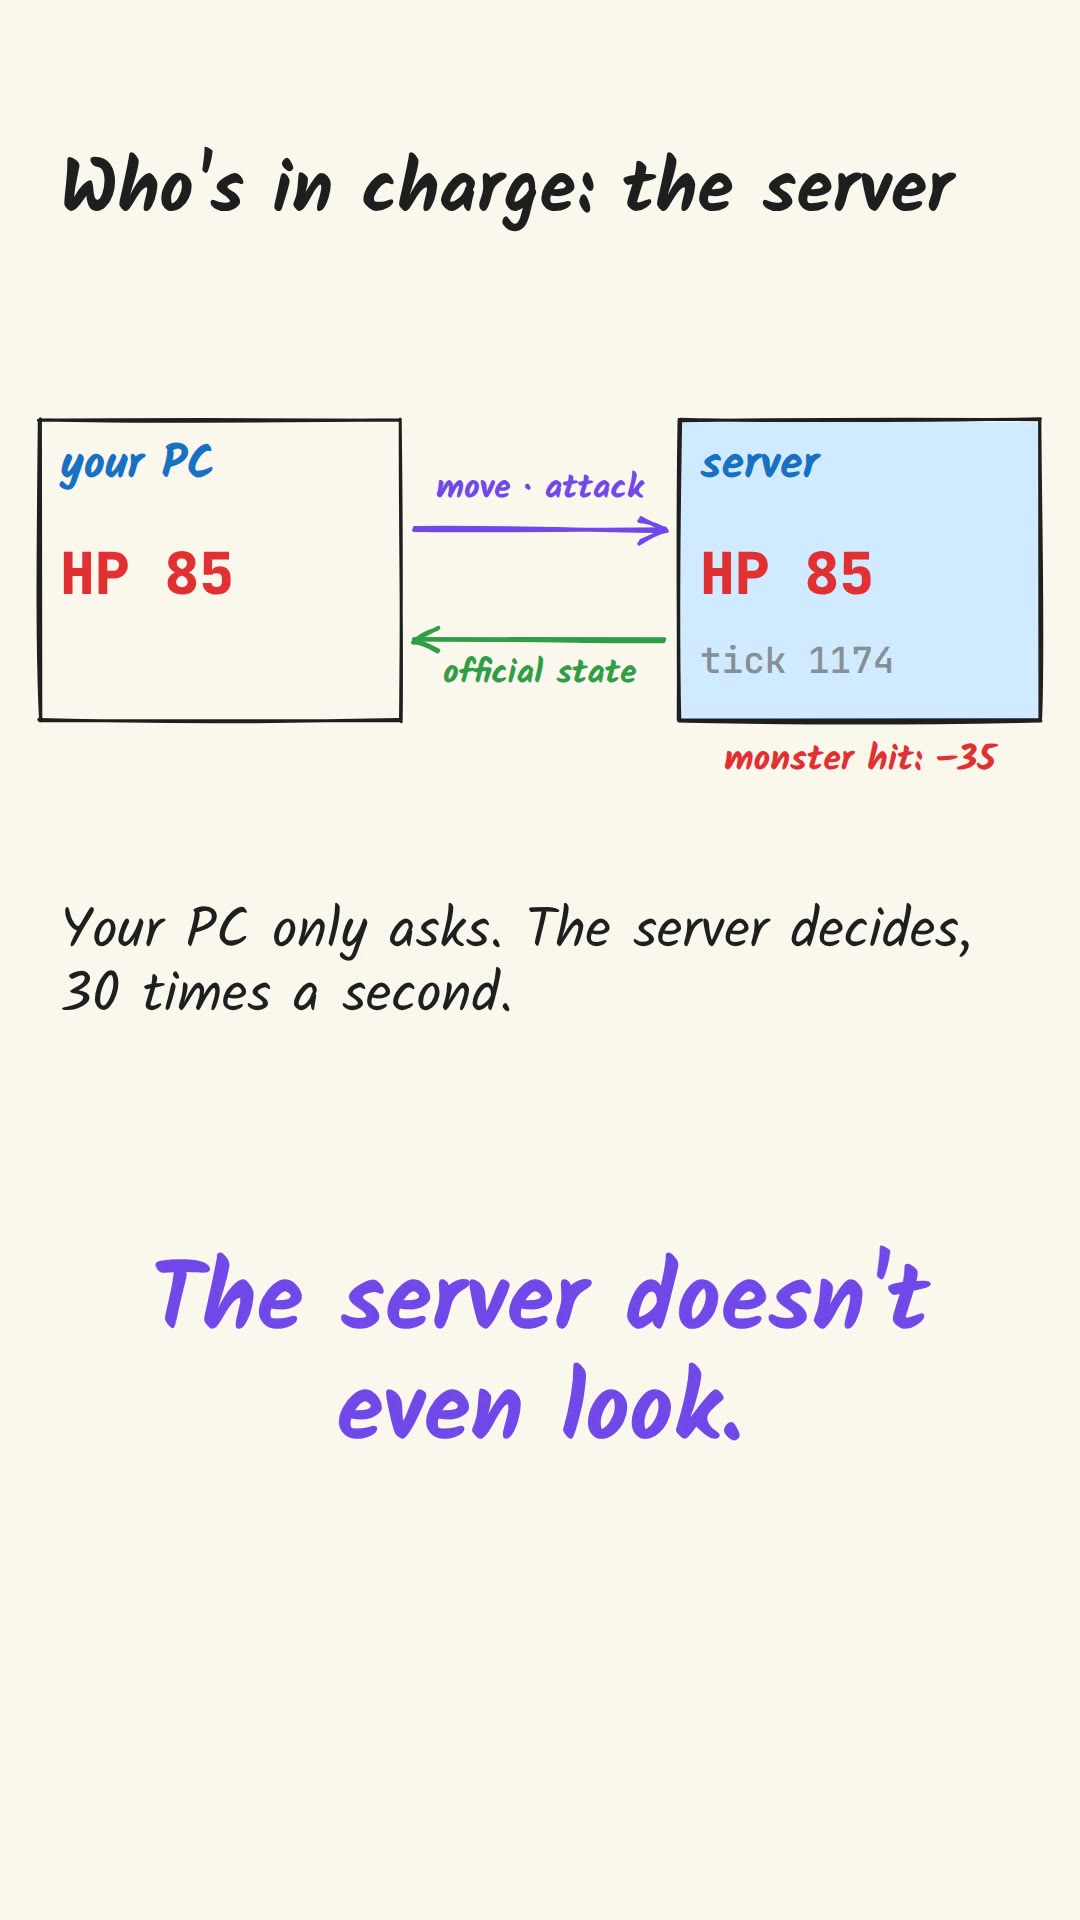 Who's in charge: the server
your PC
HP 85
move · attack
official state
server
HP 85
tick 1174
monster hit: −35
Your PC only asks. The server decides,
30 times a second.
The server doesn't
even look.